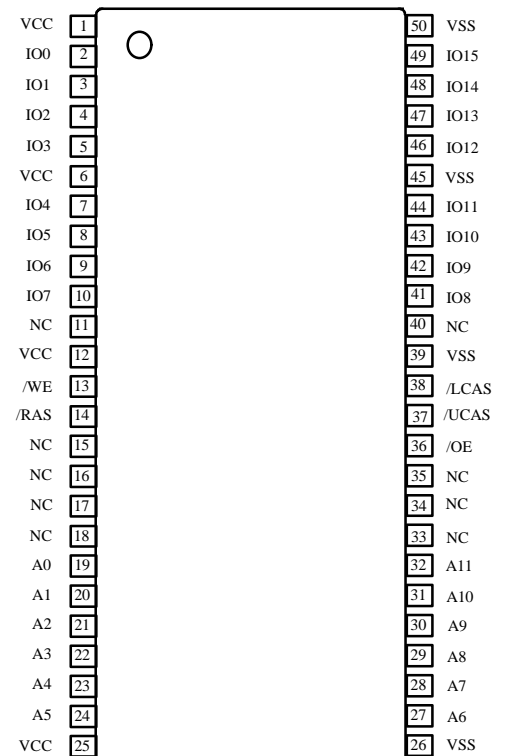 VCC 1 50 VSS
IO0 2 49 IO15
IO1 3 48 IO14
IO2 4 47 IO13
IO3 5 46 IO12
VCC 6 45 VSS
IO4 7 44 IO11
IO5 8 43 IO10
IO6 9 42 IO9
IO7 10 41 IO8
NC 11 40 NC
VCC 12 39 VSS
/WE 13 38 /LCAS
/RAS 14 37 /UCAS
NC 15 36 /OE
NC 16 35 NC
NC 17 34 NC
NC 18 33 NC
A0 19 32 A11
A1 20 31 A10
A2 21 30 A9
A3 22 29 A8
A4 23 28 A7
A5 24 27 A6
VCC 25 26 VSS